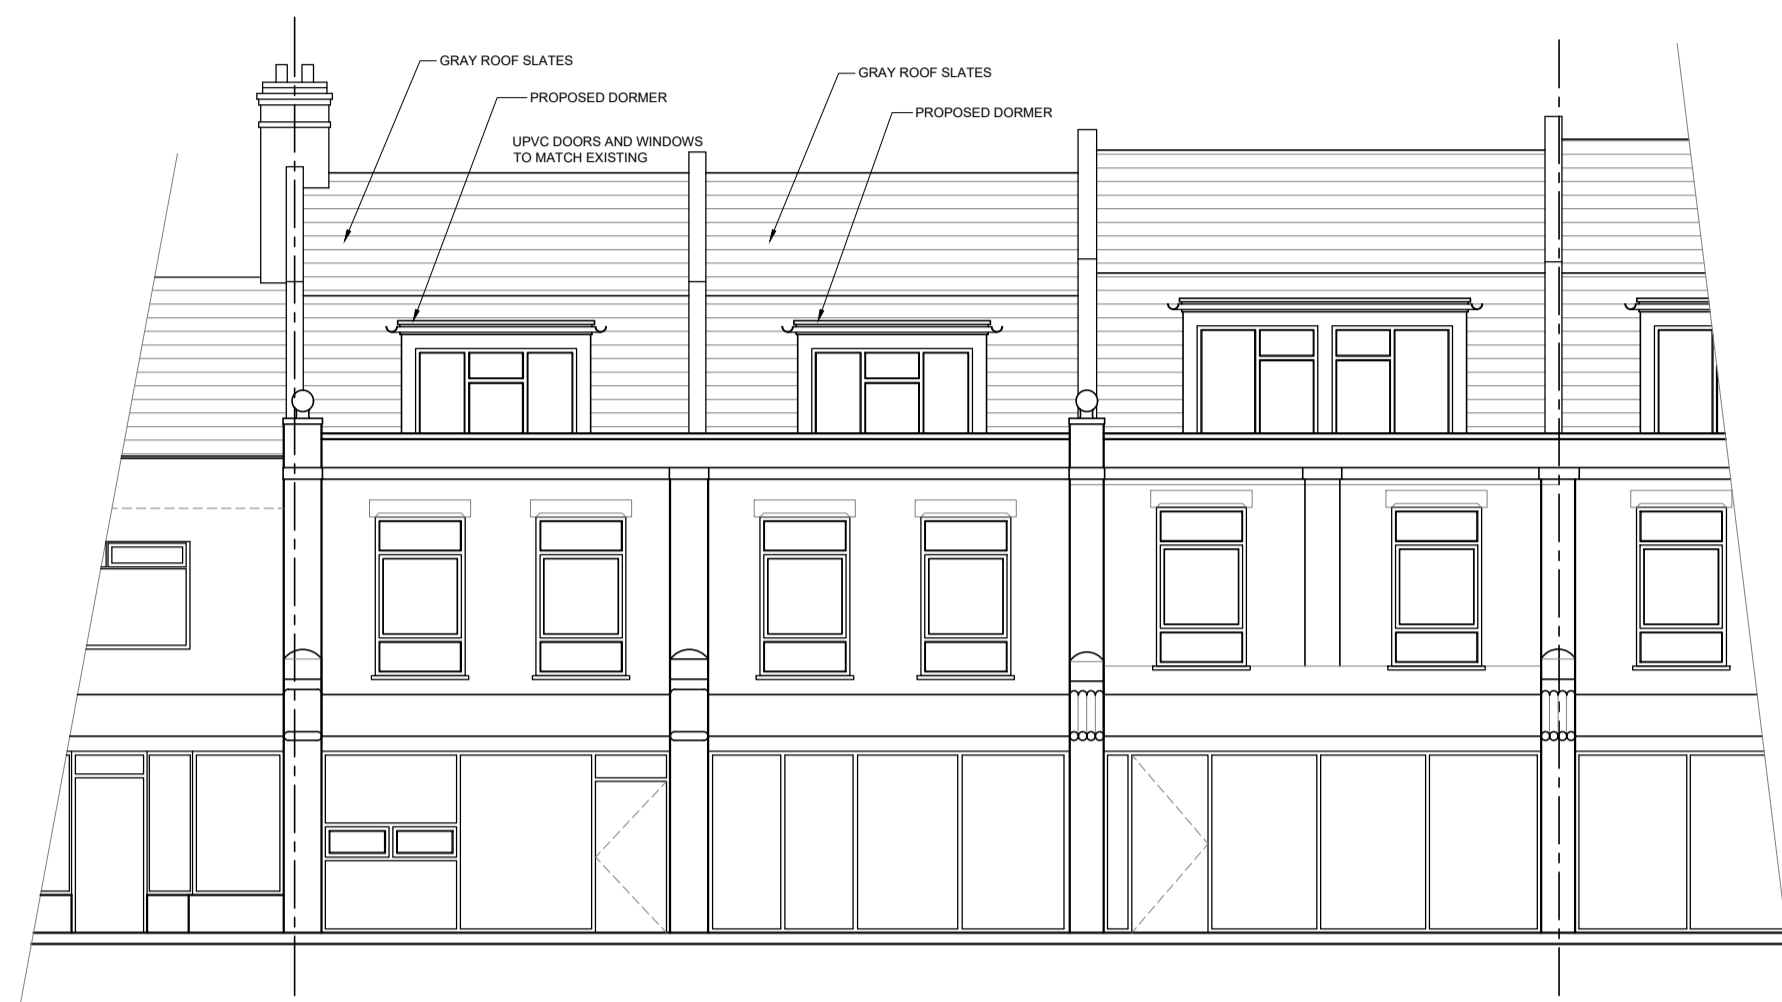 GRAY ROOF SLATES
PROPOSED DORMER
UPVC DOORS AND WINDOWS
TO MATCH EXISTING
GRAY ROOF SLATES
PROPOSED DORMER